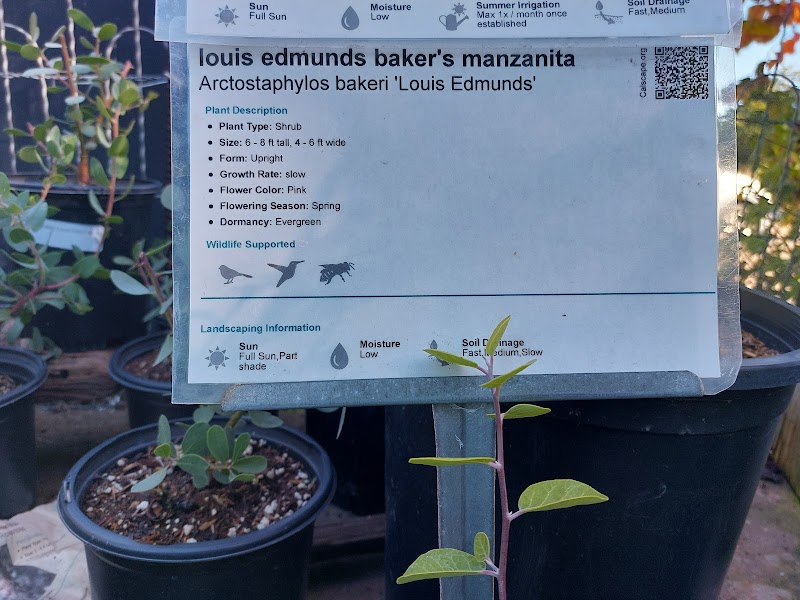 Sun
Full Sun
Moisture
Low
Summer Irrigation
Max 1x / month once
established
Soil Drainage
Fast,Medium
louis edmunds baker's manzanita
Arctostaphylos bakeri 'Louis Edmunds'
Calscape.org
Plant Description
• Plant Type: Shrub
• Size: 6 - 8 ft tall, 4 - 6 ft wide
• Form: Upright
• Growth Rate: slow
• Flower Color: Pink
• Flowering Season: Spring
• Dormancy: Evergreen
Wildlife Supported
Landscaping Information
Sun
Full Sun,Part
shade
Moisture
Low
Soil Drainage
Fast,Medium,Slow